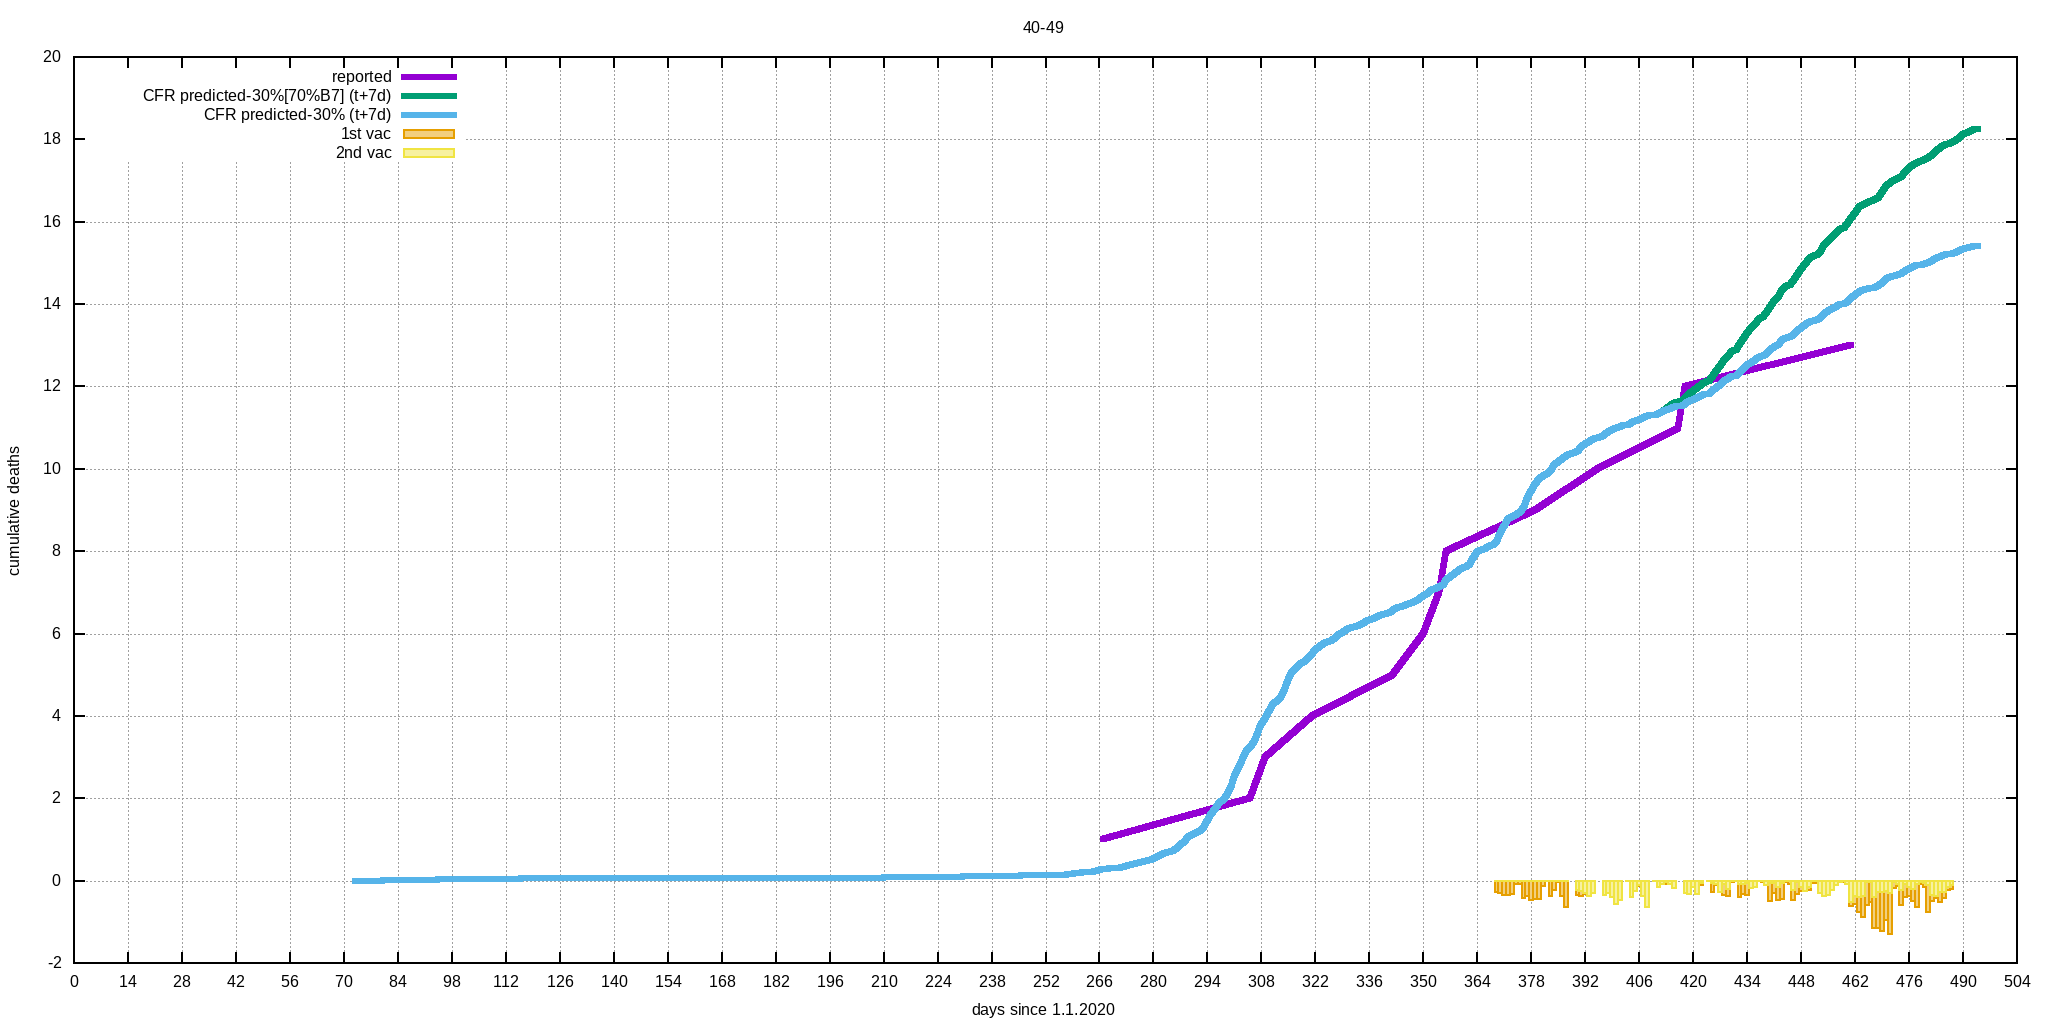 40-49
reported
CFR predicted-30%[70%B7] (t+7d)
CFR predicted-30% (t+7d)
1st vac
2nd vac
20
18
16
14
12
10
8
6
4
2
0
-2
cumulative deaths
0 14 28 42 56 70 84 98 112 126 140 154 168 182 196 210 224 238 252 266 280 294 308 322 336 350 364 378 392 406 420 434 448 462 476 490 504
days since 1.1.2020